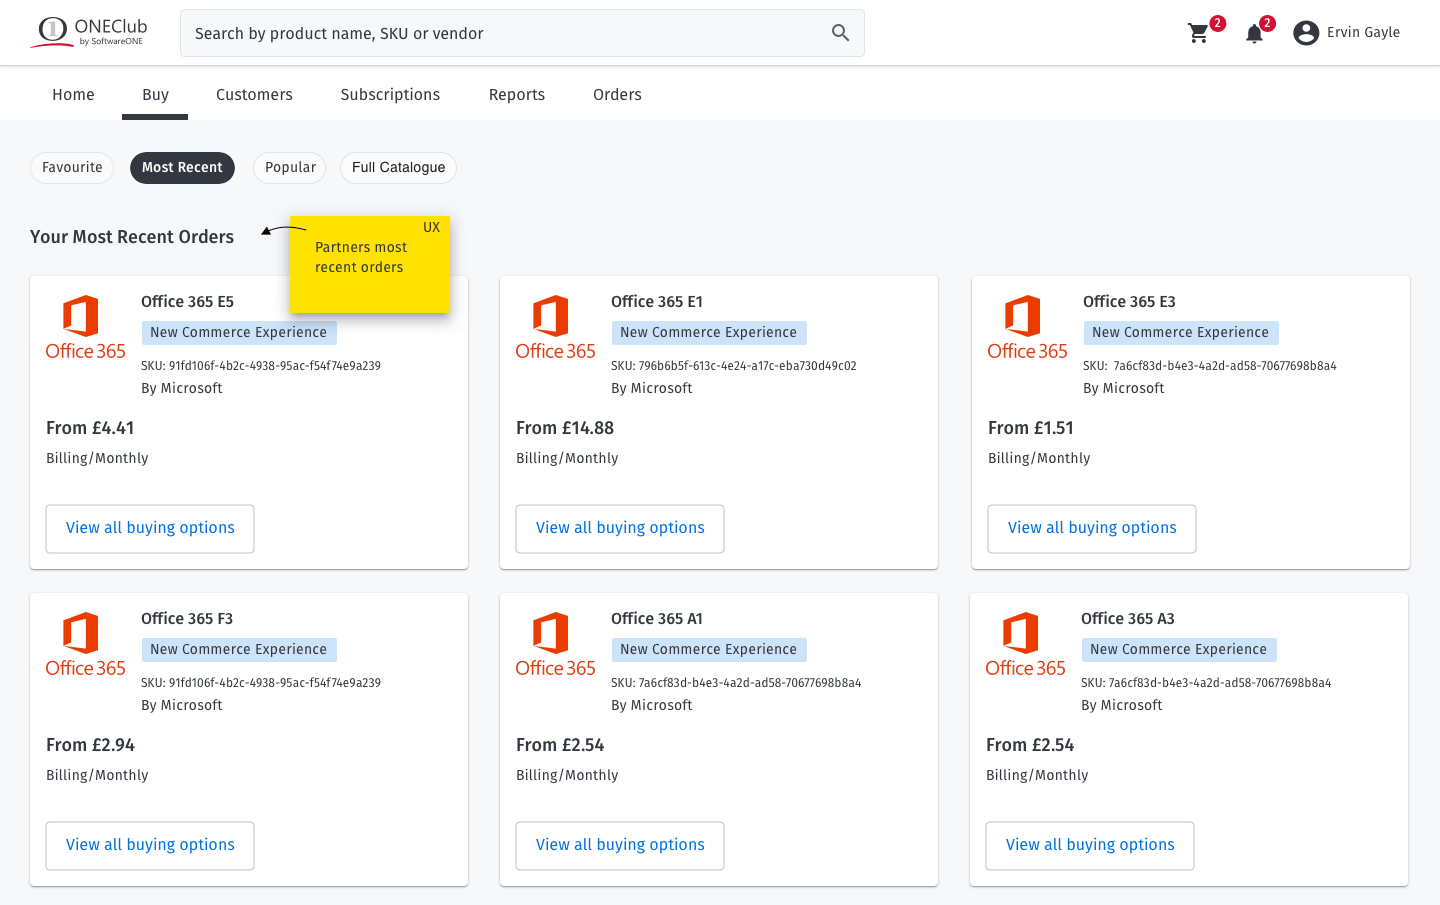 ONEClub
by SoftwareONE
Search by product name, SKU or vendor
2
2
Ervin Gayle
Home
Buy
Customers
Subscriptions
Reports
Orders
Favourite
Most Recent
Popular
Full Catalogue
Your Most Recent Orders
UX
Partners most
recent orders
Office 365
Office 365 E5
New Commerce Experience
SKU: 91fd106f-4b2c-4938-95ac-f54f74e9a239
By Microsoft
From £4.41
Billing/Monthly
View all buying options
Office 365
Office 365 E1
New Commerce Experience
SKU: 796b6b5f-613c-4e24-a17c-eba730d49c02
By Microsoft
From £14.88
Billing/Monthly
View all buying options
Office 365
Office 365 E3
New Commerce Experience
SKU: 7a6cf83d-b4e3-4a2d-ad58-70677698b8a4
By Microsoft
From £1.51
Billing/Monthly
View all buying options
Office 365
Office 365 F3
New Commerce Experience
SKU: 91fd106f-4b2c-4938-95ac-f54f74e9a239
By Microsoft
From £2.94
Billing/Monthly
View all buying options
Office 365
Office 365 A1
New Commerce Experience
SKU: 7a6cf83d-b4e3-4a2d-ad58-70677698b8a4
By Microsoft
From £2.54
Billing/Monthly
View all buying options
Office 365
Office 365 A3
New Commerce Experience
SKU: 7a6cf83d-b4e3-4a2d-ad58-70677698b8a4
By Microsoft
From £2.54
Billing/Monthly
View all buying options